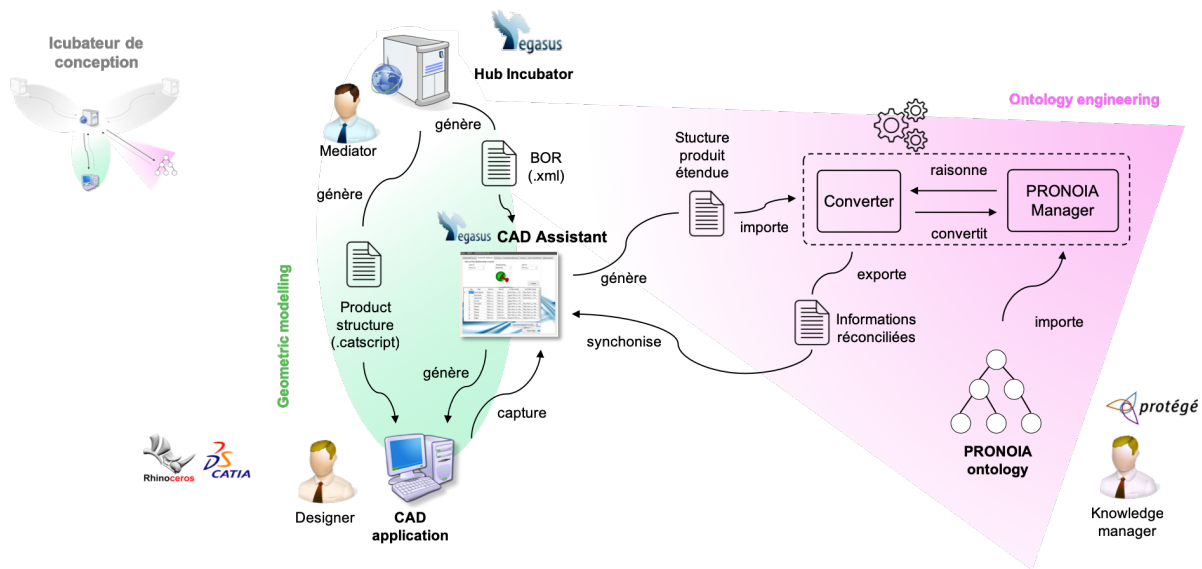 Icubateur de
conception
egasus
Hub Incubator
Mediator
génère
génère
BOR
(.xml)
egasus
CAD Assistant
Product
structure
(.catscript)
génère
capture
génère
synchonise
Geometric modelling
Rhinoceros
CATIA
Designer
CAD
application
Ontology engineering
Stucture
produit
étendue
importe
Converter
raisonne
convertit
PRONOIA
Manager
exporte
Informations
réconciliées
importe
PRONOIA
ontology
protégé
Knowledge
manager